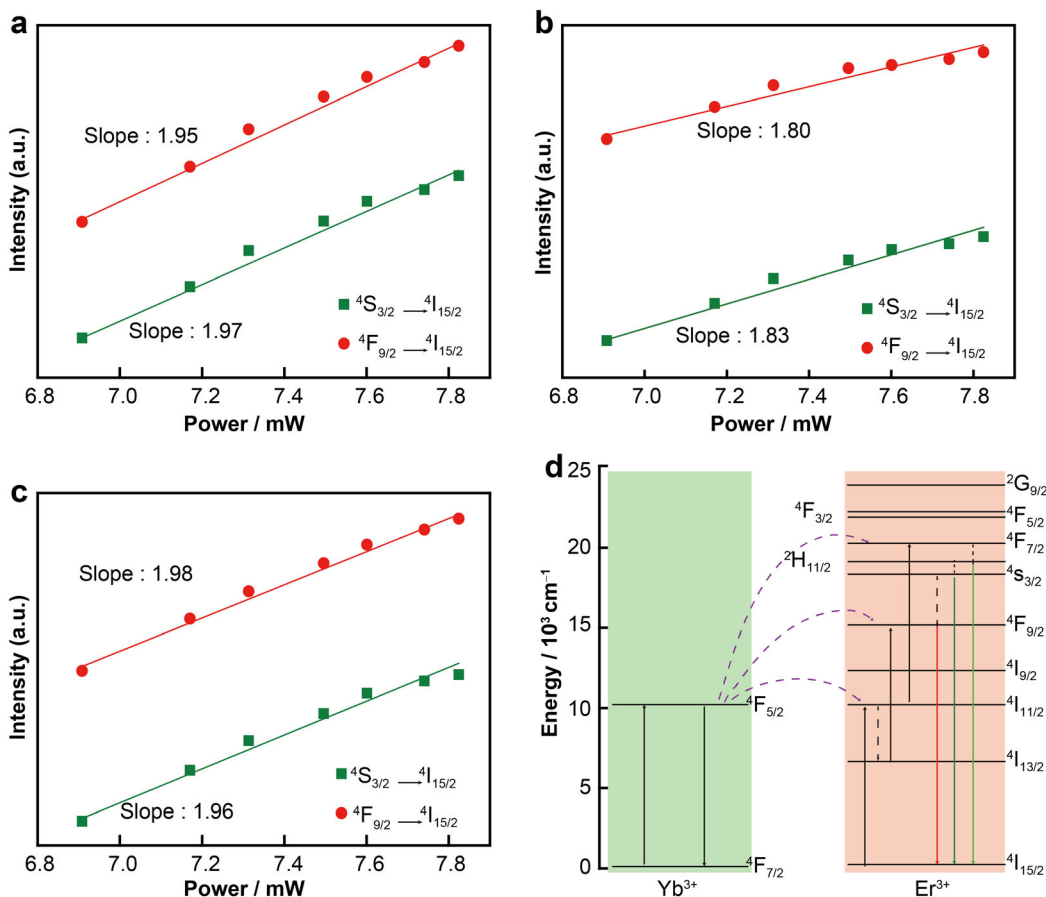 a
Intensity (a.u.)
Slope : 1.95
Slope : 1.97
⁴S₃/₂ → ⁴I₁₅/₂
⁴F₉/₂ → ⁴I₁₅/₂
6.8 7.0 7.2 7.4 7.6 7.8
Power / mW
b
Intensity (a.u.)
Slope : 1.80
Slope : 1.83
⁴S₃/₂ → ⁴I₁₅/₂
⁴F₉/₂ → ⁴I₁₅/₂
6.8 7.0 7.2 7.4 7.6 7.8
Power / mW
c
Intensity (a.u.)
Slope : 1.98
Slope : 1.96
⁴S₃/₂ → ⁴I₁₅/₂
⁴F₉/₂ → ⁴I₁₅/₂
6.8 7.0 7.2 7.4 7.6 7.8
Power / mW
d
Energy / 10³ cm⁻¹
25
20
15
10
5
0
⁴F₅/₂
⁴F₇/₂
Yb³⁺
⁴F₃/₂
²H₁₁/₂
²G₉/₂
⁴F₅/₂
⁴F₇/₂
⁴s₃/₂
⁴F₉/₂
⁴I₉/₂
⁴I₁₁/₂
⁴I₁₃/₂
⁴I₁₅/₂
Er³⁺